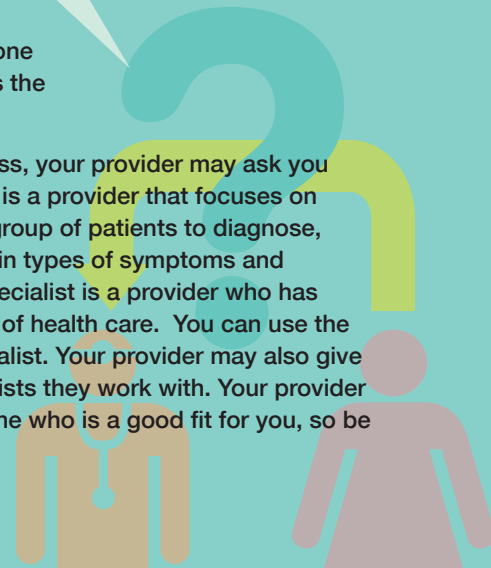 one
s the
ss, your provider may ask you
is a provider that focuses on
group of patients to diagnose,
in types of symptoms and
ecialist is a provider who has
of health care.  You can use the
alist. Your provider may also give
ists they work with. Your provider
ne who is a good fit for you, so be